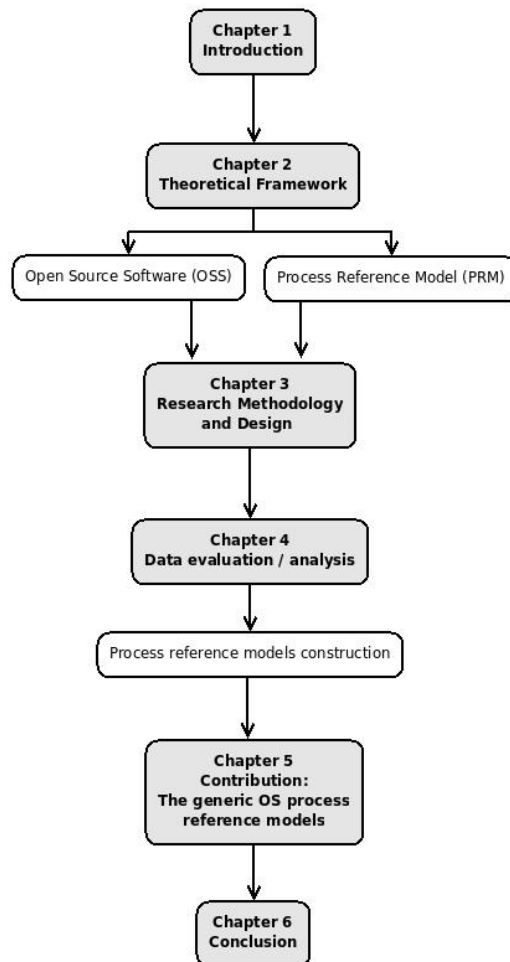 Chapter 1
Introduction
Chapter 2
Theoretical Framework
Open Source Software (OSS)
Process Reference Model (PRM)
Chapter 3
Research Methodology
and Design
Chapter 4
Data evaluation / analysis
Process reference models construction
Chapter 5
Contribution:
The generic OS process
reference models
Chapter 6
Conclusion